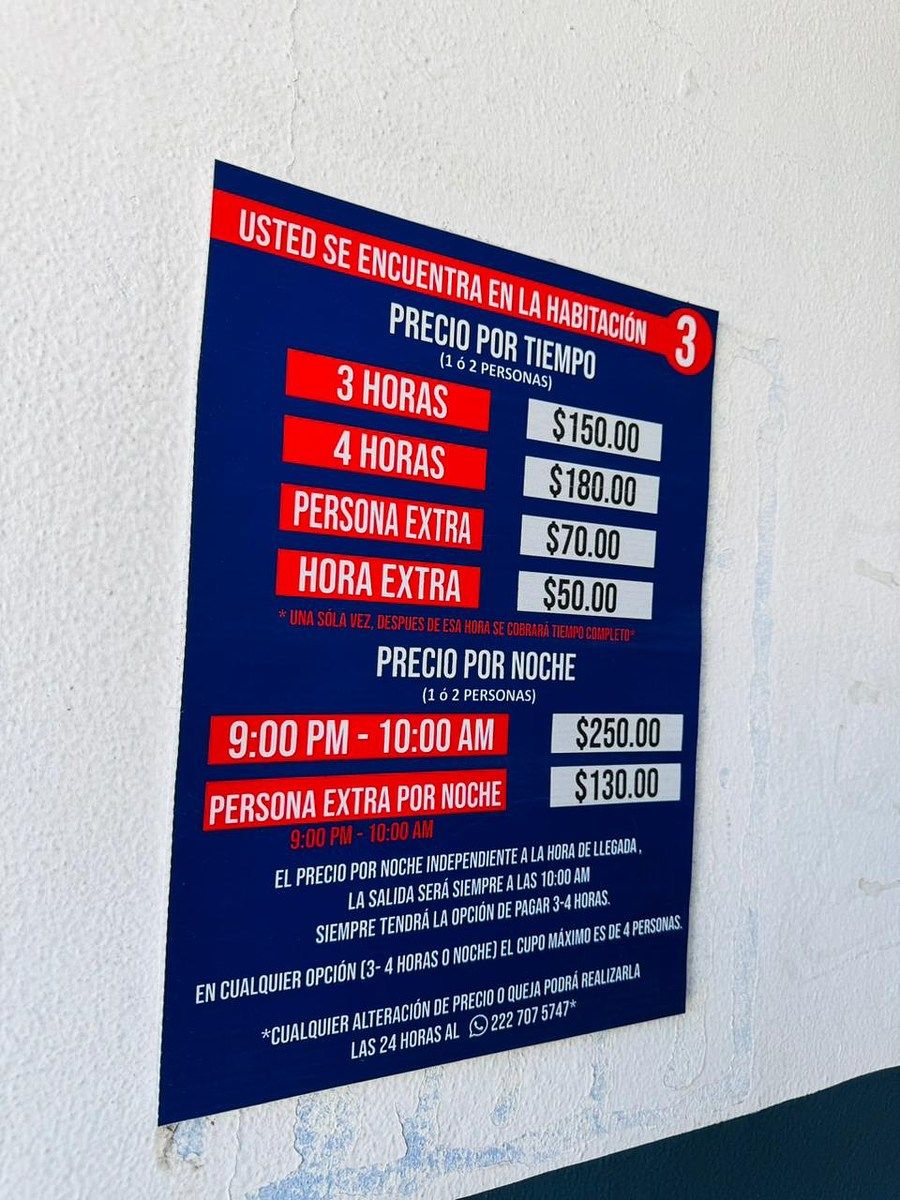 USTED SE ENCUENTRA EN LA HABITACIÓN 3
PRECIO POR TIEMPO
(1 ó 2 PERSONAS)
3 HORAS $150.00
4 HORAS $180.00
PERSONA EXTRA $70.00
HORA EXTRA $50.00
* UNA SÓLA VEZ, DESPUES DE ESA HORA SE COBRARÁ TIEMPO COMPLETO*
PRECIO POR NOCHE
(1 ó 2 PERSONAS)
9:00 PM - 10:00 AM $250.00
PERSONA EXTRA POR NOCHE $130.00
9:00 PM - 10:00 AM
EL PRECIO POR NOCHE INDEPENDIENTE A LA HORA DE LLEGADA,
LA SALIDA SERÁ SIEMPRE A LAS 10:00 AM
SIEMPRE TENDRÁ LA OPCIÓN DE PAGAR 3-4 HORAS.
EN CUALQUIER OPCIÓN (3- 4 HORAS O NOCHE) EL CUPO MÁXIMO ES DE 4 PERSONAS.
*CUALQUIER ALTERACIÓN DE PRECIO O QUEJA PODRÁ REALIZARLA
LAS 24 HORAS AL 222 707 5747*